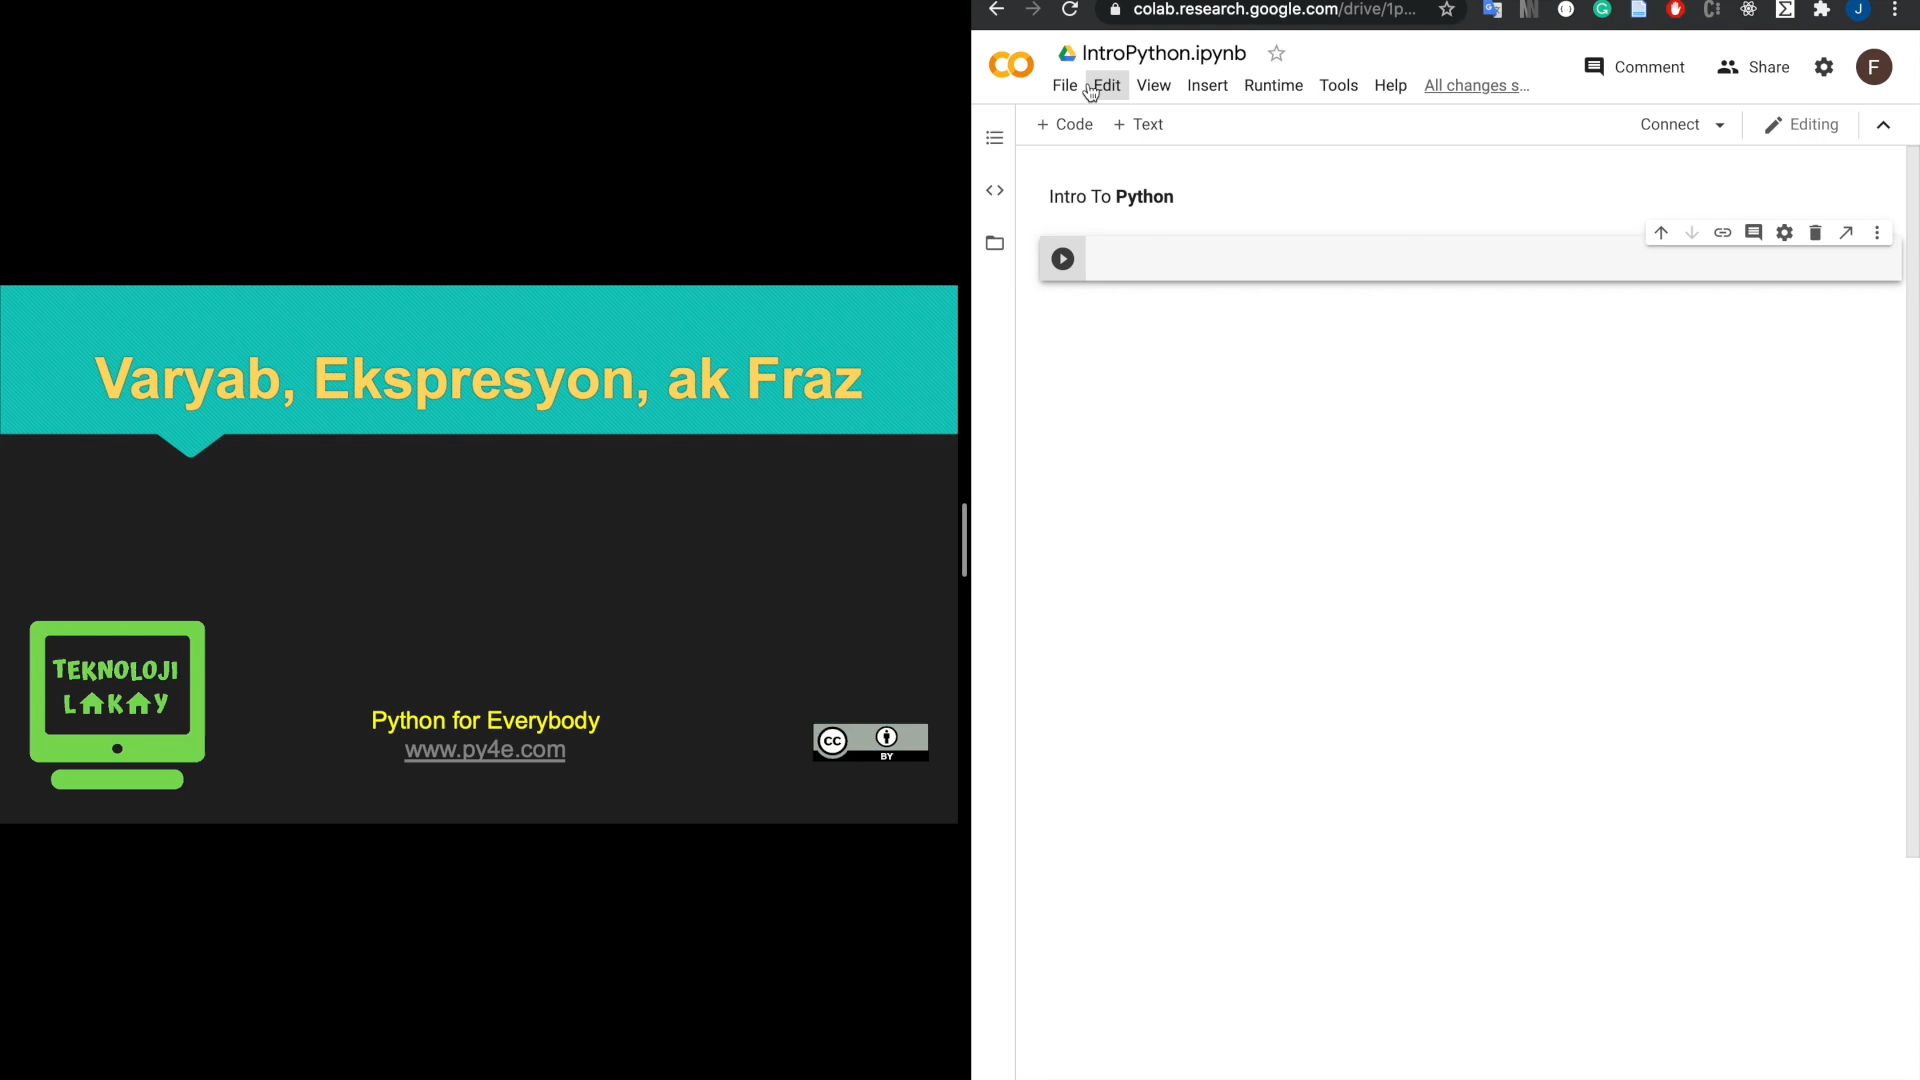 Varyab, Ekspresyon, ak Fraz
TEKNOLOJI
LAKAY
Python for Everybody
www.py4e.com
cc
BY
colab.research.google.com/drive/1p...
J
IntroPython.ipynb
File Edit View Insert Runtime Tools Help All changes s...
Comment
Share
F
+ Code + Text
Connect
Editing
Intro To Python